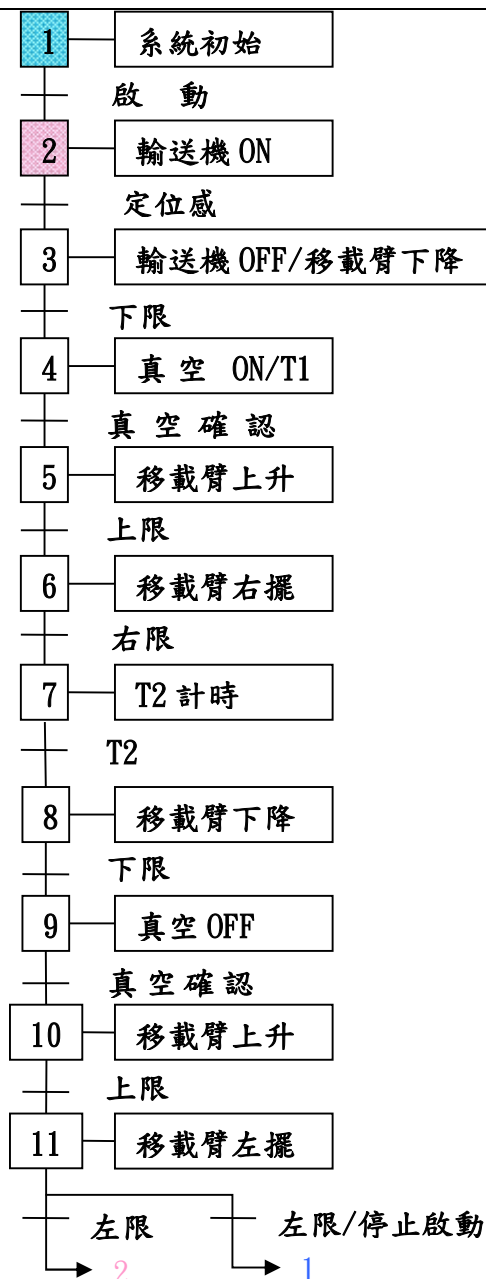 1 系統初始
啟 動
2 輸送機 ON
定位感
3 輸送機 OFF/移載臂下降
下限
4 真 空 ON/T1
真 空 確 認
5 移載臂上升
上限
6 移載臂右擺
右限
7 T2 計時
T2
8 移載臂下降
下限
9 真空 OFF
真 空 確 認
10 移載臂上升
上限
11 移載臂左擺
左限 左限/停止啟動
2 1